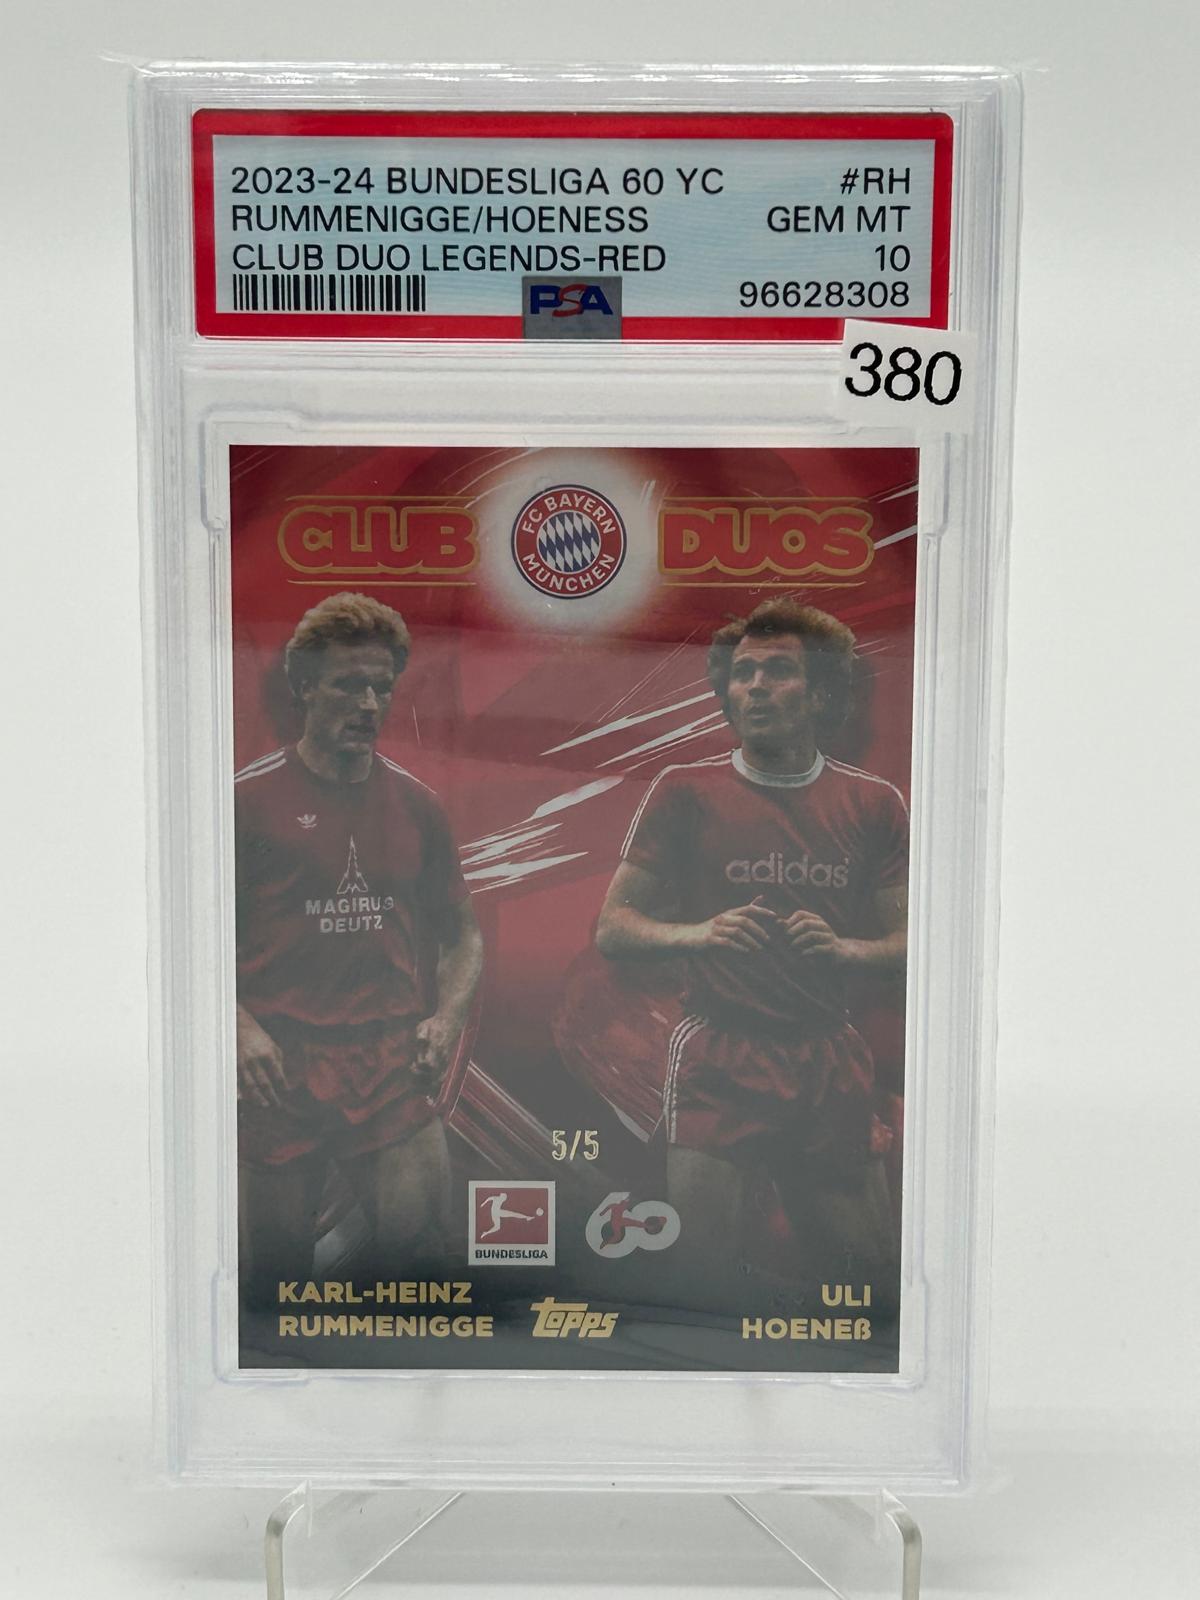 2023-24 BUNDESLIGA 60 YC #RH
RUMMENIGGE/HOENESS GEM MT
CLUB DUO LEGENDS-RED 10
PSA 96628308
380
CLUB DUOS
FC BAYERN
MÜNCHEN
adidas
MAGIRUS
DEUTZ
5/5
60
BUNDESLIGA
KARL-HEINZ
RUMMENIGGE
topps
ULI
HOENEß